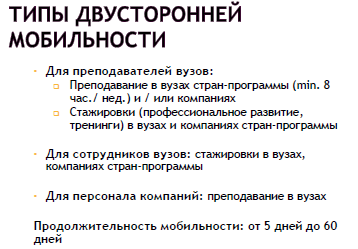 ТИПЫ ДВУСТОРОННЕЙ
МОБИЛЬНОСТИ
Для преподавателей вузов:
Преподавание в вузах стран-программы (min. 8
час./ нед.) и / или компаниях
Стажировки (профессиональное развитие,
тренинги) в вузах и компаниях стран-программы
Для сотрудников вузов: стажировки в вузах,
компаниях стран-программы
Для персонала компаний: преподавание в вузах
Продолжительность мобильности: от 5 дней до 60
дней